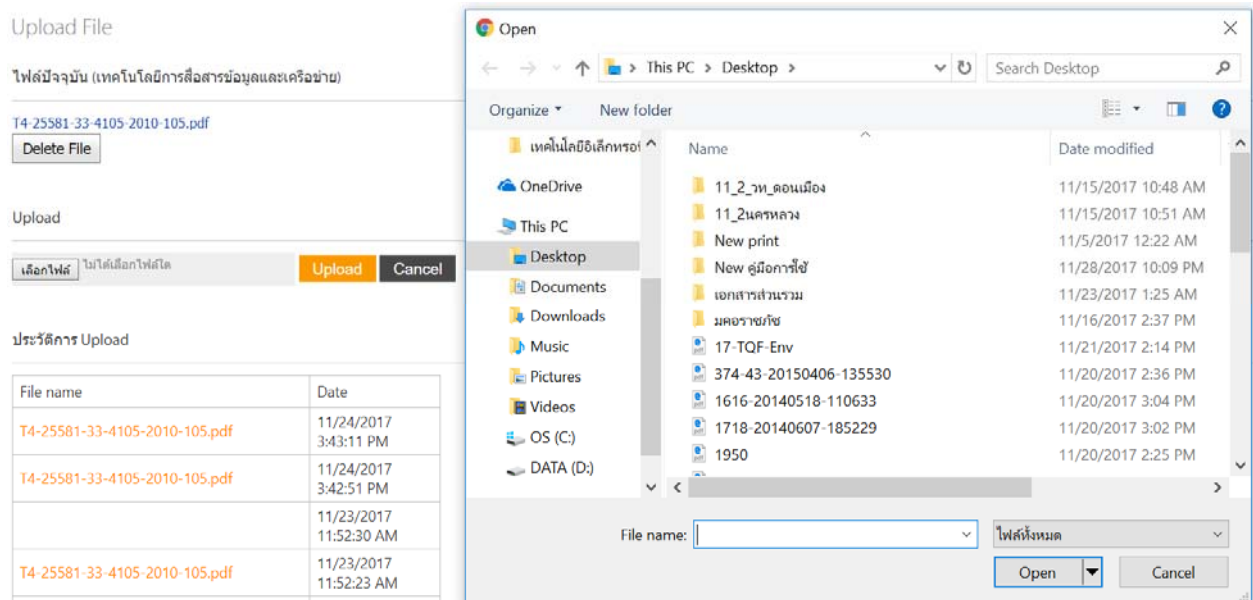 Upload File
ไฟล์ปัจจุบัน (เทคโนโลยีการสื่อสารข้อมูลและเครือข่าย)
T4-25581-33-4105-2010-105.pdf
Delete File
Upload
เลือกไฟล์ ไม่ได้เลือกไฟล์ใด Upload Cancel
ประวัติการ Upload
File name Date
T4-25581-33-4105-2010-105.pdf 11/24/2017
3:43:11 PM
T4-25581-33-4105-2010-105.pdf 11/24/2017
3:42:51 PM
11/23/2017
11:52:30 AM
T4-25581-33-4105-2010-105.pdf 11/23/2017
11:52:23 AM
Open
This PC > Desktop >
Search Desktop
Organize New folder
เทคโนโลยีอิเล็กทรอ
OneDrive
This PC
Desktop
Documents
Downloads
Music
Pictures
Videos
OS (C:)
DATA (D:)
Name Date modified
11_2_วท_ดอนเมือง 11/15/2017 10:48 AM
11_2นครหลวง 11/15/2017 10:51 AM
New print 11/5/2017 12:22 AM
New คู่มือการใช้ 11/28/2017 10:09 PM
เอกสารส่วนรวม 11/23/2017 1:25 AM
มคอราชภัช 11/16/2017 2:37 PM
17-TQF-Env 11/21/2017 2:14 PM
374-43-20150406-135530 11/20/2017 2:36 PM
1616-20140518-110633 11/20/2017 3:04 PM
1718-20140607-185229 11/20/2017 3:02 PM
1950 11/20/2017 2:25 PM
File name:
ไฟล์ทั้งหมด
Open Cancel